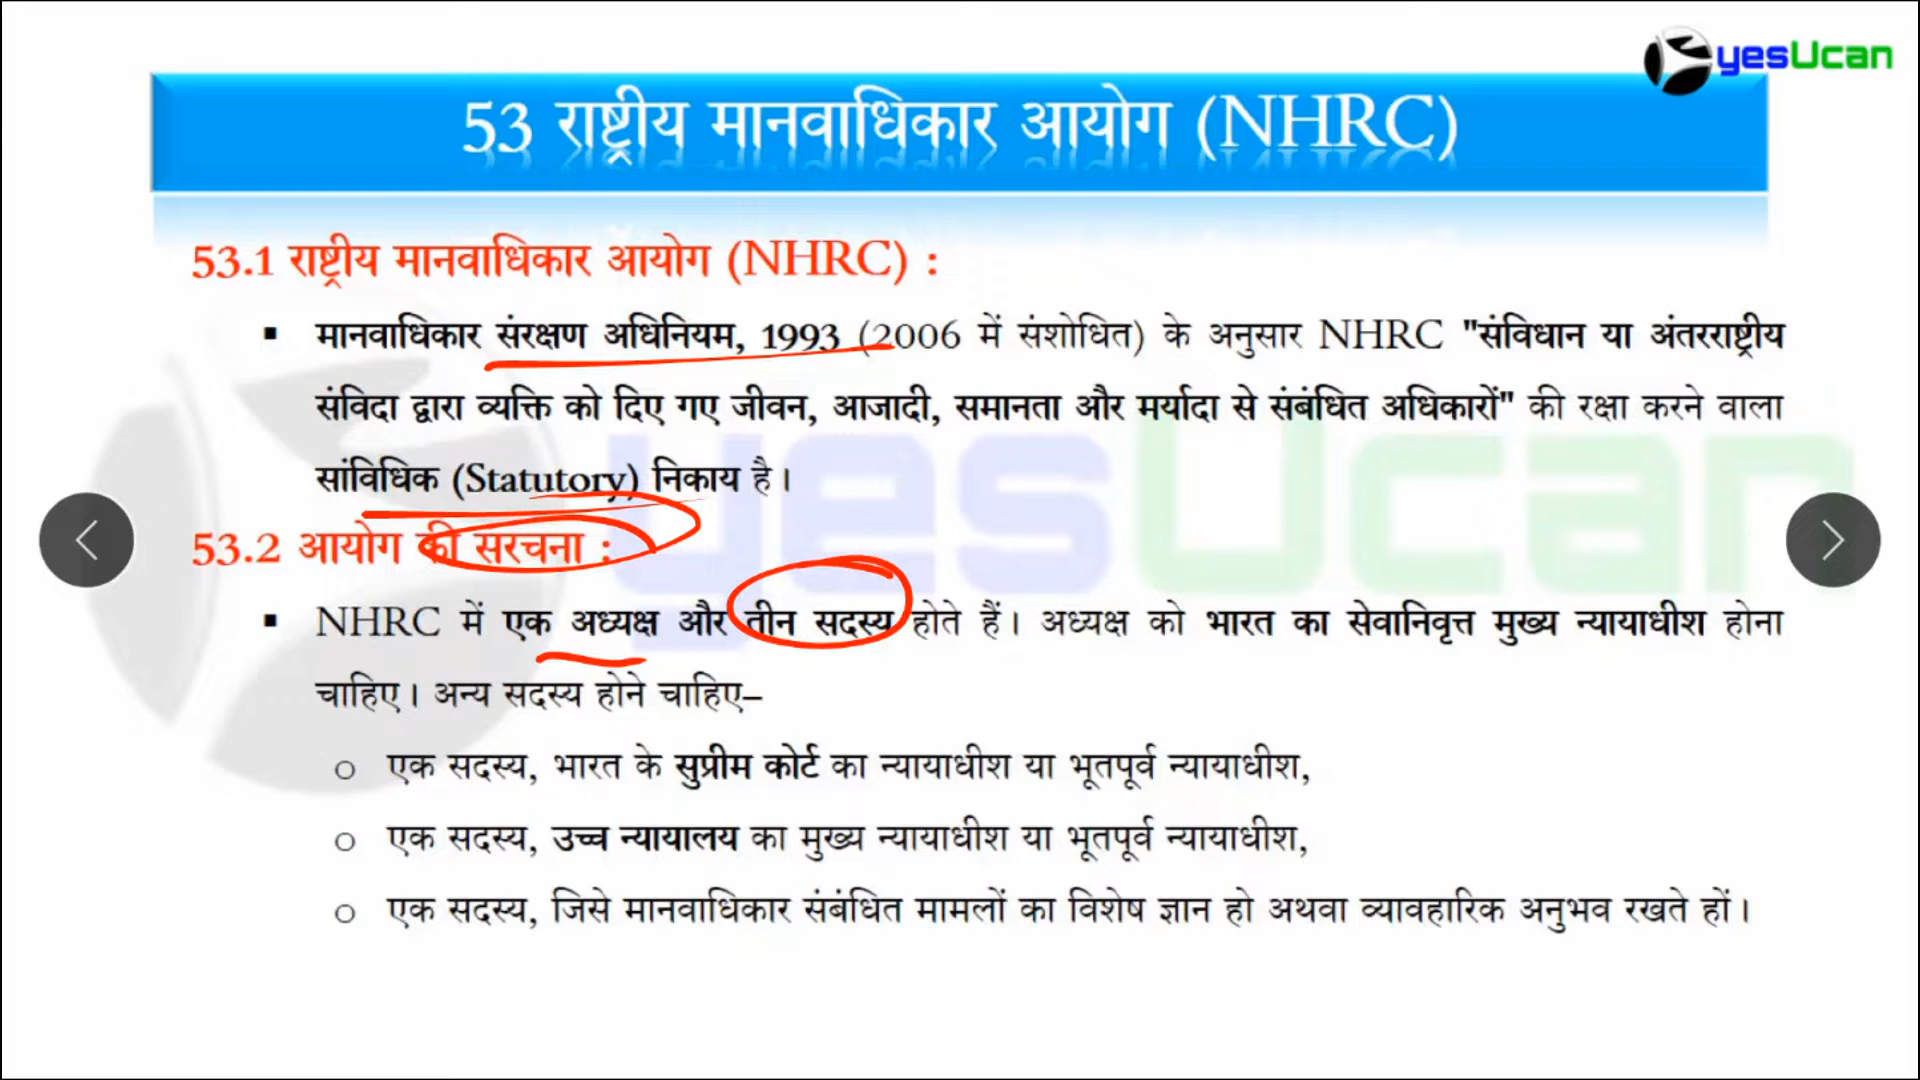 yesUcan
53 राष्ट्रीय मानवाधिकार आयोग (NHRC)
53.1 राष्ट्रीय मानवाधिकार आयोग (NHRC) :
▪ मानवाधिकार संरक्षण अधिनियम, 1993 (2006 में संशोधित) के अनुसार NHRC "संविधान या अंतरराष्ट्रीय
संविदा द्वारा व्यक्ति को दिए गए जीवन, आजादी, समानता और मर्यादा से संबंधित अधिकारों" की रक्षा करने वाला
सांविधिक (Statutory) निकाय है।
53.2 आयोग की सरचना :
▪ NHRC में एक अध्यक्ष और तीन सदस्य होते हैं। अध्यक्ष को भारत का सेवानिवृत्त मुख्य न्यायाधीश होना
चाहिए। अन्य सदस्य होने चाहिए–
o एक सदस्य, भारत के सुप्रीम कोर्ट का न्यायाधीश या भूतपूर्व न्यायाधीश,
o एक सदस्य, उच्च न्यायालय का मुख्य न्यायाधीश या भूतपूर्व न्यायाधीश,
o एक सदस्य, जिसे मानवाधिकार संबंधित मामलों का विशेष ज्ञान हो अथवा व्यावहारिक अनुभव रखते हों।
yesUcan